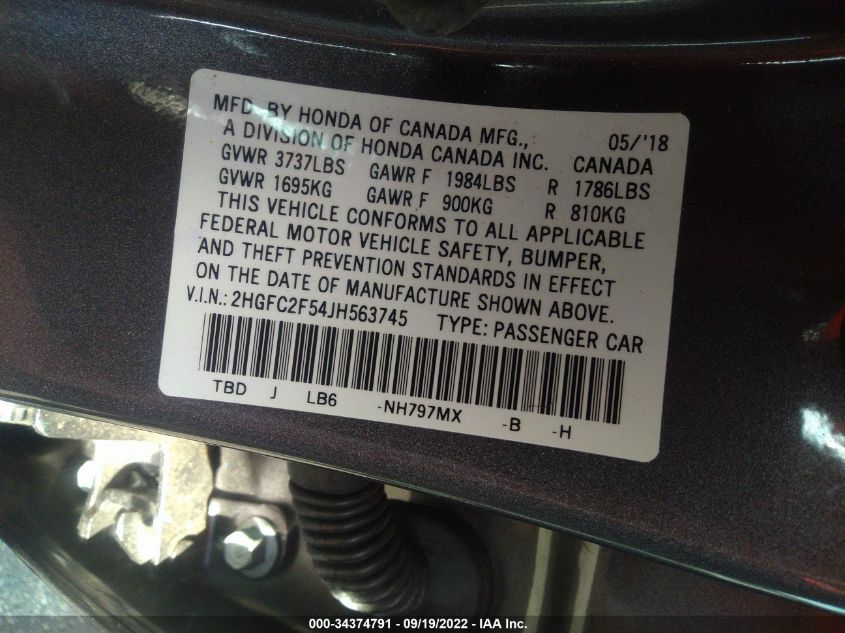 MFD. BY HONDA OF CANADA MFG., 05/'18
A DIVISION OF HONDA CANADA INC. CANADA
GVWR 3737LBS GAWR F 1984LBS R 1786LBS
GVWR 1695KG GAWR F 900KG R 810KG
THIS VEHICLE CONFORMS TO ALL APPLICABLE
FEDERAL MOTOR VEHICLE SAFETY, BUMPER,
AND THEFT PREVENTION STANDARDS IN EFFECT
ON THE DATE OF MANUFACTURE SHOWN ABOVE.
V.I.N.: 2HGFC2F54JH563745 TYPE: PASSENGER CAR
TBD J LB6 -NH797MX -B -H
000-34374791 - 09/19/2022 - IAA Inc.